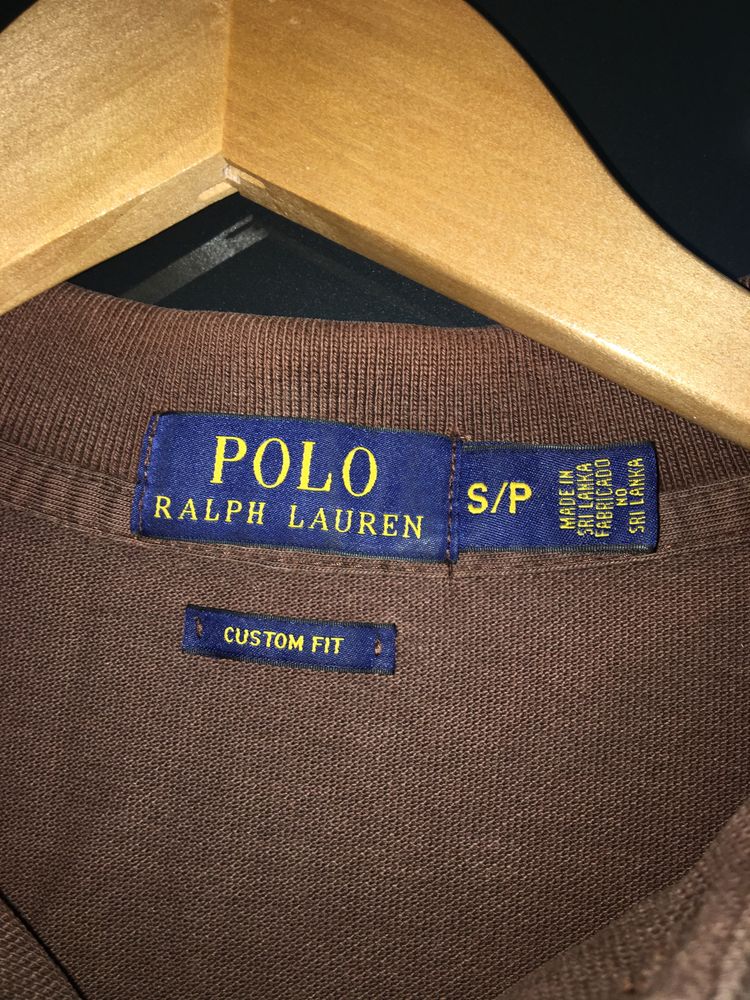 POLO
RALPH LAUREN
S/P
MADE IN
SRI LANKA
FABRICADO
NO
SRI LANKA
CUSTOM FIT